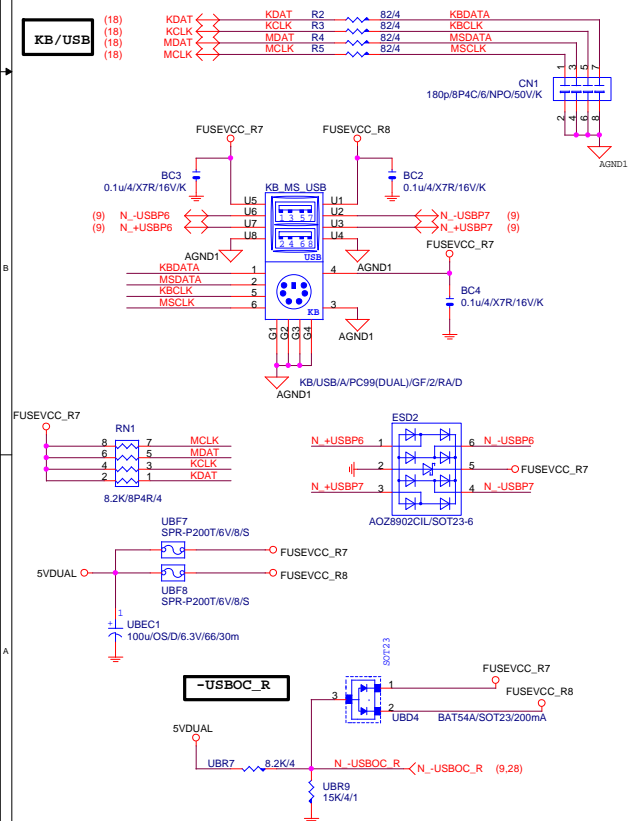 KB/USB
(18) KDAT KDAT R2 82/4 KBDATA
(18) KCLK KCLK R3 82/4 KBCLK
(18) MDAT MDAT R4 82/4 MSDATA
(18) MCLK MCLK R5 82/4 MSCLK
1 3 5 7
CN1
180p/8P4C/6/NPO/50V/K
2 4 6 8
AGND1
FUSEVCC_R7 FUSEVCC_R8
BC3
0.1u/4/X7R/16V/K
BC2
0.1u/4/X7R/16V/K
KB_MS_USB
U5 U1
(9) N_-USBP6 U6 1 3 5 7 U2 N_-USBP7 (9)
(9) N_+USBP6 U7 U3 N_+USBP7 (9)
U8 2 4 6 8 U4
USB
FUSEVCC_R7
AGND1 AGND1
KBDATA 1 4
MSDATA 2
KBCLK 5
MSCLK 6 3
KB
BC4
0.1u/4/X7R/16V/K
G1 G2 G3 G4
AGND1
AGND1
KB/USB/A/PC99(DUAL)/GF/2/RA/D
B
FUSEVCC_R7
RN1
8 7 MCLK
6 5 MDAT
4 3 KCLK
2 1 KDAT
8.2K/8P4R/4
ESD2
N_+USBP6 1 6 N_-USBP6
2 5 FUSEVCC_R7
N_+USBP7 3 4 N_-USBP7
AOZ8902CIL/SOT23-6
UBF7
SPR-P200T/6V/8/S
FUSEVCC_R7
5VDUAL FUSEVCC_R8
UBF8
SPR-P200T/6V/8/S
1
+
UBEC1
100u/OS/D/6.3V/66/30m
A
-USBOC_R
SOT23
FUSEVCC_R7
1
FUSEVCC_R8
3
2
UBD4 BAT54A/SOT23/200mA
5VDUAL
UBR7 8.2K/4 N_-USBOC_R N_-USBOC_R (9,28)
UBR9
15K/4/1